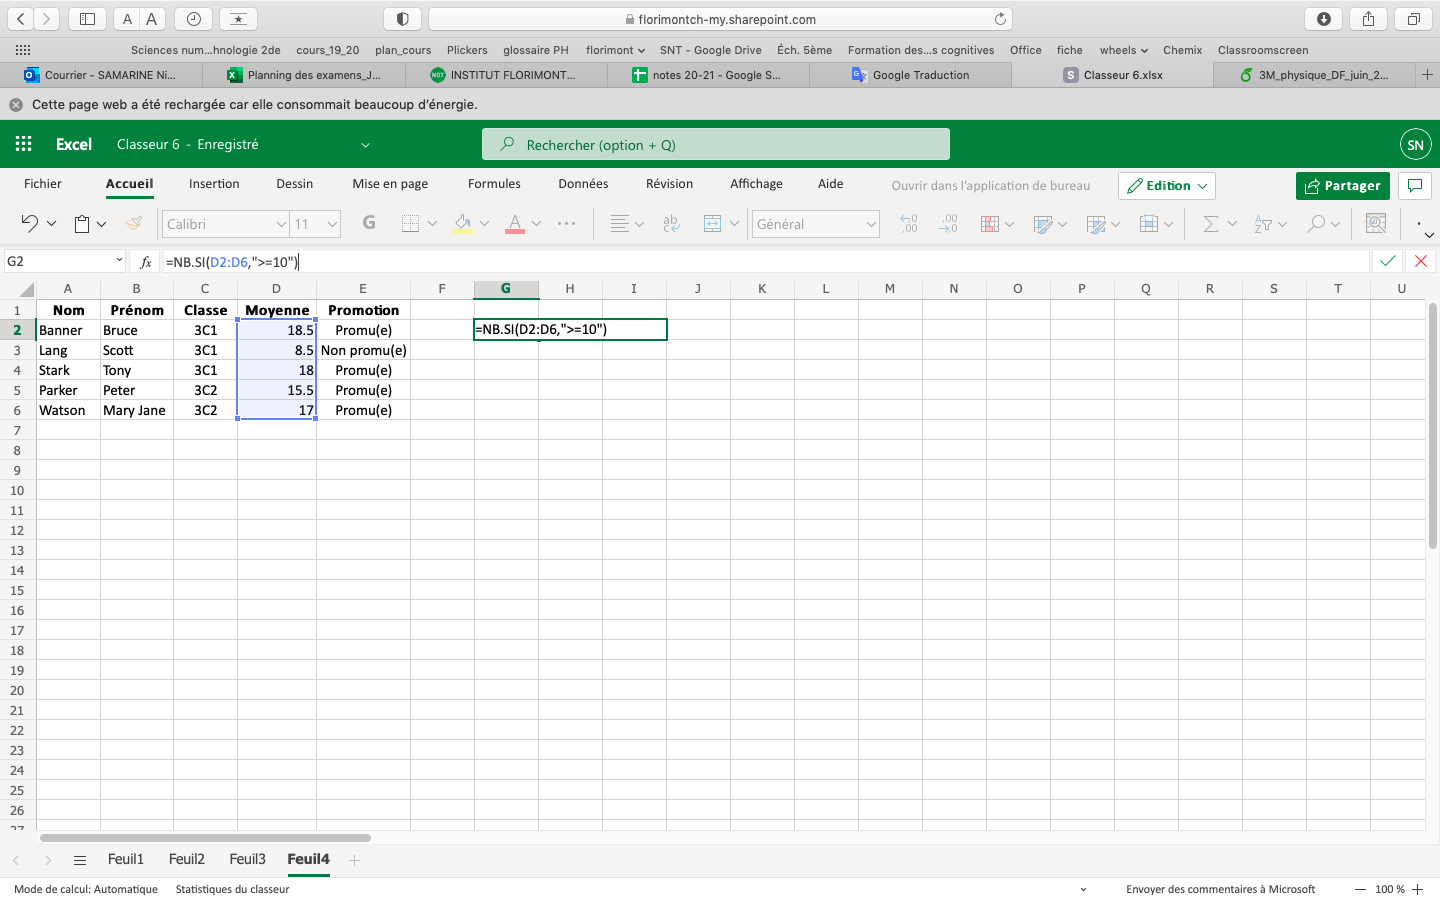 A A florimontch-my.sharepoint.com
Sciences num...hnologie 2de cours_19_20 plan_cours Plickers glossaire PH florimont SNT - Google Drive Éch. 5ème Formation des...s cognitives Office fiche wheels Chemix Classroomscreen
Courrier - SAMARINE Ni... Planning des examens_J... INSTITUT FLORIMONT... notes 20-21 - Google S... Google Traduction S Classeur 6.xlsx 3M_physique_DF_juin_2...
Cette page web a été rechargée car elle consommait beaucoup d'énergie.
Excel Classeur 6 - Enregistré Rechercher (option + Q) SN
Fichier Accueil Insertion Dessin Mise en page Formules Données Révision Affichage Aide Ouvrir dans l'application de bureau Edition Partager
Calibri 11 G A ab Général
G2 fx =NB.SI(D2:D6,">=10")
A B C D E F G H I J K L M N O P Q R S T U
1 Nom Prénom Classe Moyenne Promotion
2 Banner Bruce 3C1 18.5 Promu(e) =NB.SI(D2:D6,">=10")
3 Lang Scott 3C1 8.5 Non promu(e)
4 Stark Tony 3C1 18 Promu(e)
5 Parker Peter 3C2 15.5 Promu(e)
6 Watson Mary Jane 3C2 17 Promu(e)
7
8
9
10
11
12
13
14
15
16
17
18
19
20
21
22
23
24
25
26
27
Feuil1 Feuil2 Feuil3 Feuil4
Mode de calcul: Automatique Statistiques du classeur Envoyer des commentaires à Microsoft 100 %